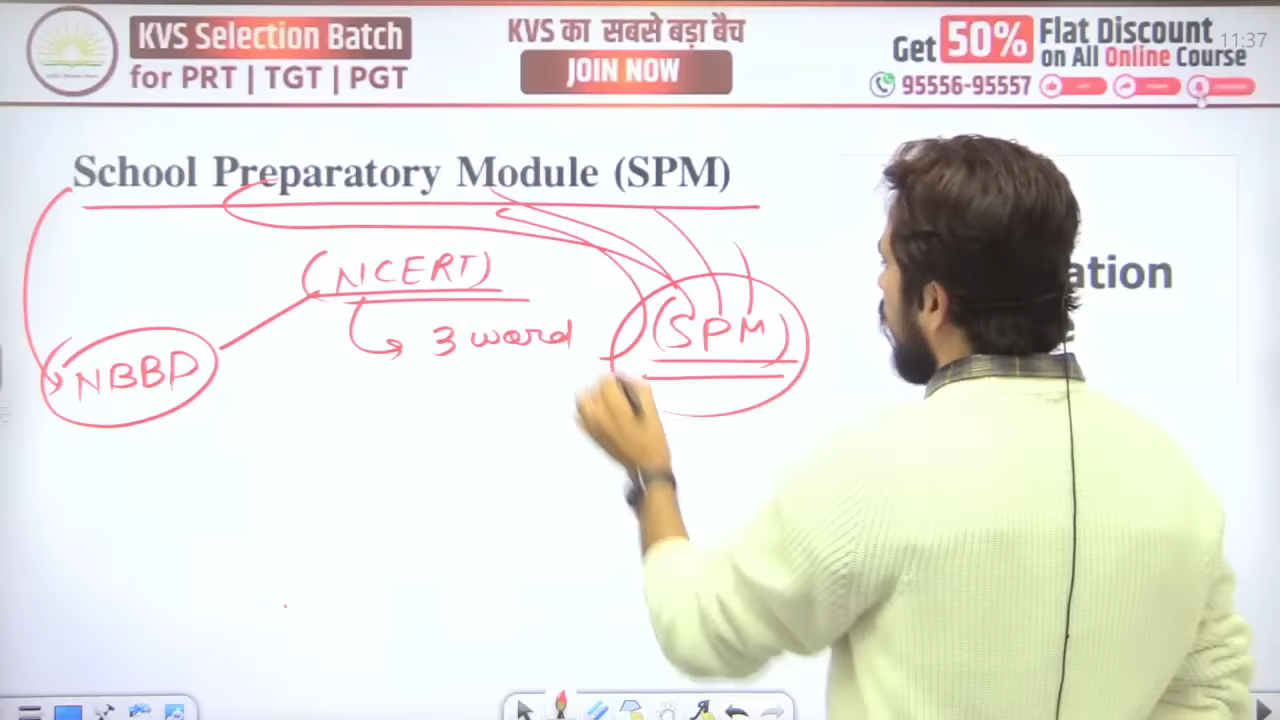 KVS Selection Batch
for PRT | TGT | PGT
KVS का सबसे बड़ा बैच
JOIN NOW
Get 50% Flat Discount
on All Online Course
11:37
95556-95557
School Preparatory Module (SPM)
ation
(NCERT)
3 word
(SPM)
NBBD